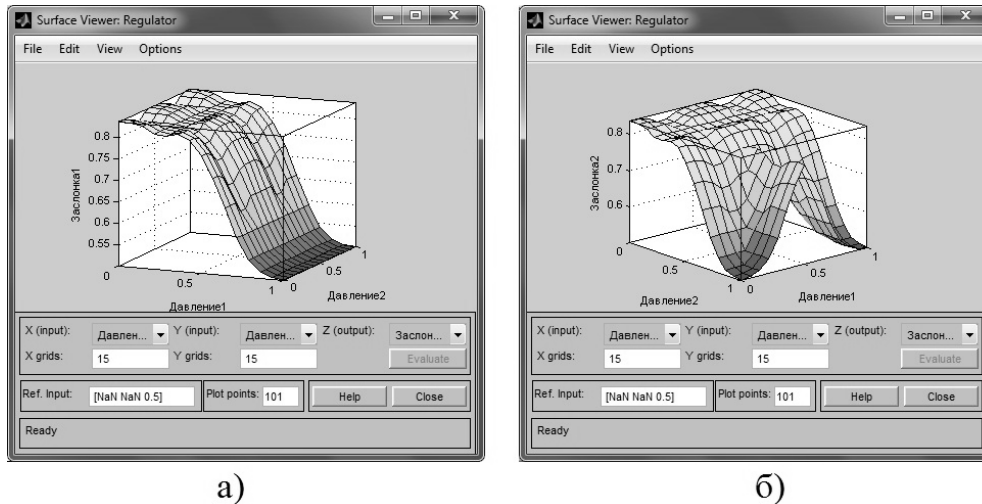 Surface Viewer: Regulator
File Edit View Options
Заслонка1
0.8
0.75
0.7
0.65
0.6
0.55
0
0.5
1
Давление1
0
0.5
1
Давление2
X (input): Давлен... Y (input): Давлен... Z (output): Заслон...
X grids: 15 Y grids: 15 Evaluate
Ref. Input: [NaN NaN 0.5] Plot points: 101 Help Close
Ready
а)
Surface Viewer: Regulator
File Edit View Options
Заслонка2
0.8
0.7
0.6
0
0.5
1
Давление2
0
0.5
1
Давление1
X (input): Давлен... Y (input): Давлен... Z (output): Заслон...
X grids: 15 Y grids: 15 Evaluate
Ref. Input: [NaN NaN 0.5] Plot points: 101 Help Close
Ready
б)